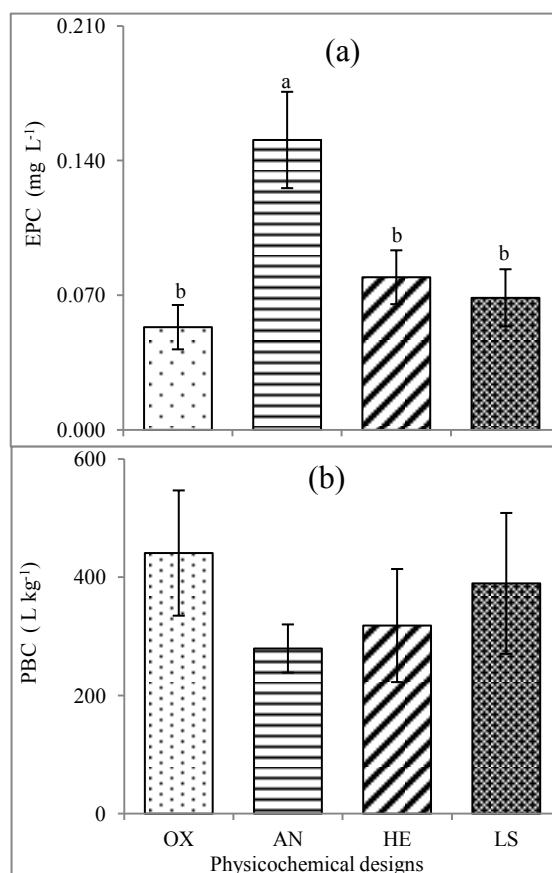 0.210
(a)
a
0.140
EPC (mg L-1)
b
b
b
0.070
0.000
600
(b)
400
PBC ( L kg-1)
200
0
OX AN HE LS
Physicochemical designs